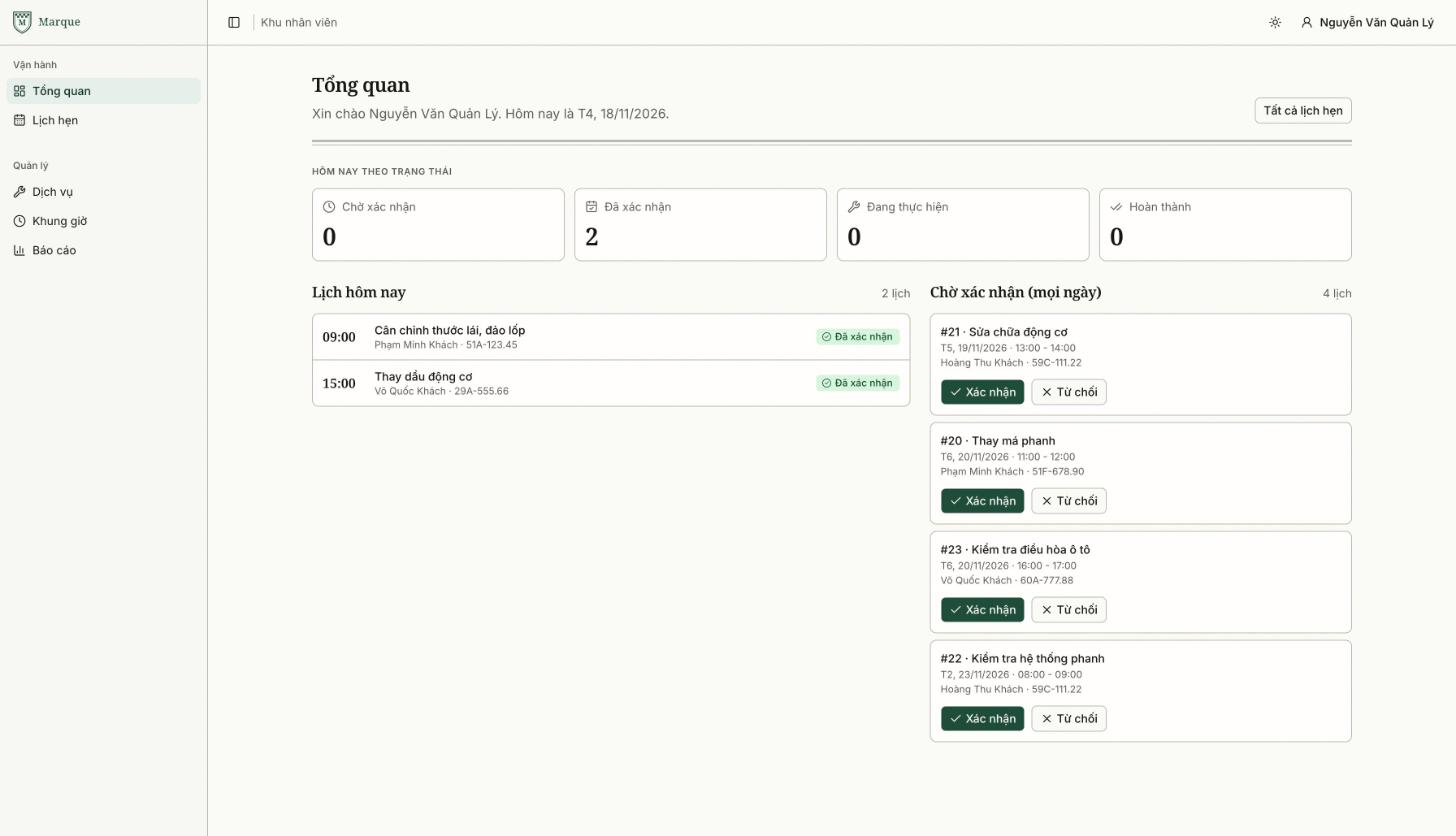 M Marque
Khu nhân viên
Nguyễn Văn Quản Lý
Vận hành
Tổng quan
Lịch hẹn
Quản lý
Dịch vụ
Khung giờ
Báo cáo
Tổng quan
Xin chào Nguyễn Văn Quản Lý. Hôm nay là T4, 18/11/2026.
Tất cả lịch hẹn
HÔM NAY THEO TRẠNG THÁI
Chờ xác nhận
0
Đã xác nhận
2
Đang thực hiện
0
Hoàn thành
0
Lịch hôm nay
2 lịch
09:00
Cân chỉnh thước lái, đảo lốp
Phạm Minh Khách · 51A-123.45
Đã xác nhận
15:00
Thay dầu động cơ
Võ Quốc Khách · 29A-555.66
Đã xác nhận
Chờ xác nhận (mọi ngày)
4 lịch
#21 · Sửa chữa động cơ
T5, 19/11/2026 · 13:00 - 14:00
Hoàng Thu Khách · 59C-111.22
Xác nhận
Từ chối
#20 · Thay má phanh
T6, 20/11/2026 · 11:00 - 12:00
Phạm Minh Khách · 51F-678.90
Xác nhận
Từ chối
#23 · Kiểm tra điều hòa ô tô
T6, 20/11/2026 · 16:00 - 17:00
Võ Quốc Khách · 60A-777.88
Xác nhận
Từ chối
#22 · Kiểm tra hệ thống phanh
T2, 23/11/2026 · 08:00 - 09:00
Hoàng Thu Khách · 59C-111.22
Xác nhận
Từ chối